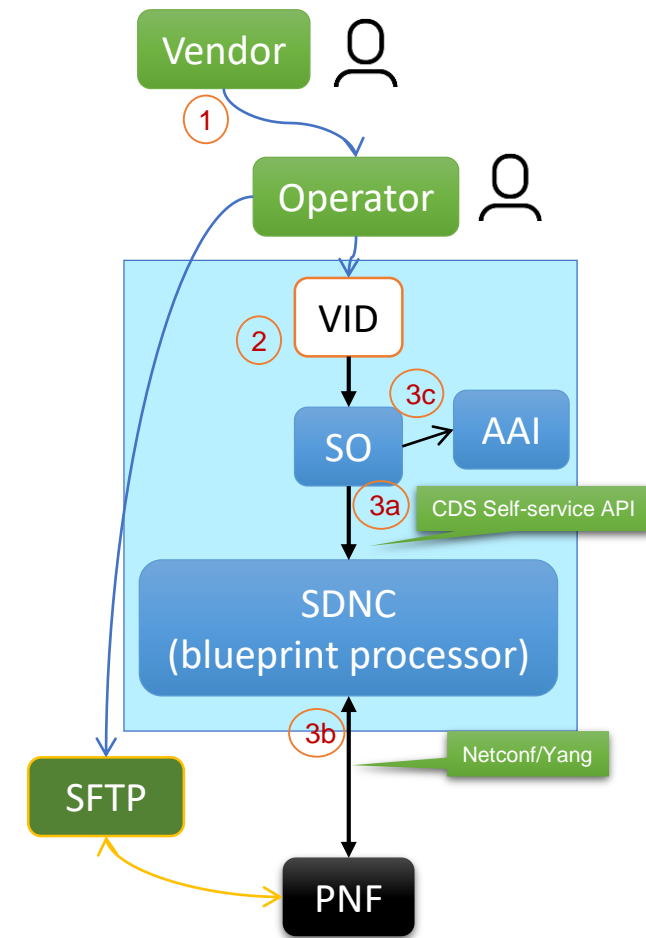 Vendor
1
Operator
VID
2
3c
SO
AAI
3a
CDS Self-service API
SDNC
(blueprint processor)
3b
Netconf/Yang
SFTP
PNF